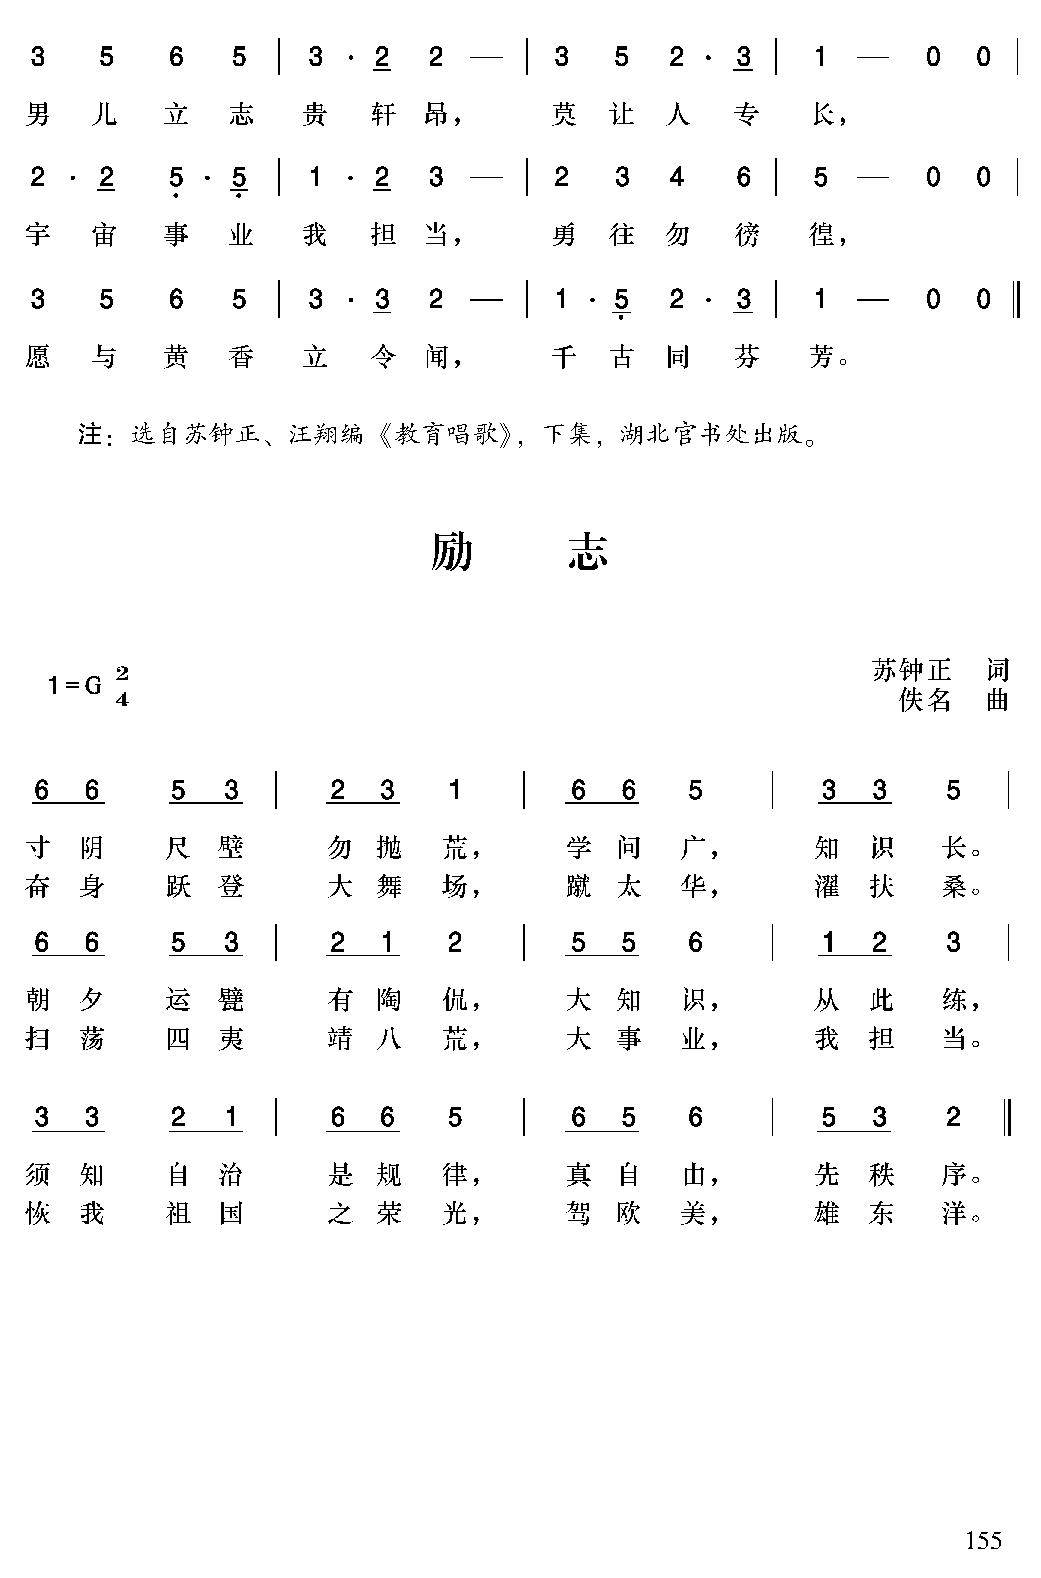 3 5 6 5 | 3 · 2 2 — | 3 5 2 · 3 | 1 — 0 0 |
男儿立志贵轩昂，莫让人专长，
2 · 2 5 · 5 | 1 · 2 3 — | 2 3 4 6 | 5 — 0 0 |
宇宙事业我担当，勇往勿徬徨，
3 5 6 5 | 3 · 3 2 — | 1 · 5 2 · 3 | 1 — 0 0 ‖
愿与黄香立令闻，千古同芬芳。
注：选自苏钟正、汪翔编《教育唱歌》，下集，湖北官书处出版。
励志
1=G 2/4
苏钟正 词
佚名 曲
6 6 5 3 | 2 3 1 | 6 6 5 | 3 3 5 |
寸阴尺璧勿抛荒，学问广，知识长。
奋身跃登大舞场，蹴太华，濯扶桑。
6 6 5 3 | 2 1 2 | 5 5 6 | 1 2 3 |
朝夕运甓有陶侃，大知识，从此练，
扫荡四夷靖八荒，大事业，我担当。
3 3 2 1 | 6 6 5 | 6 5 6 | 5 3 2 ‖
须知自治是规律，真自由，先秩序。
恢我祖国之荣光，驾欧美，雄东洋。
155